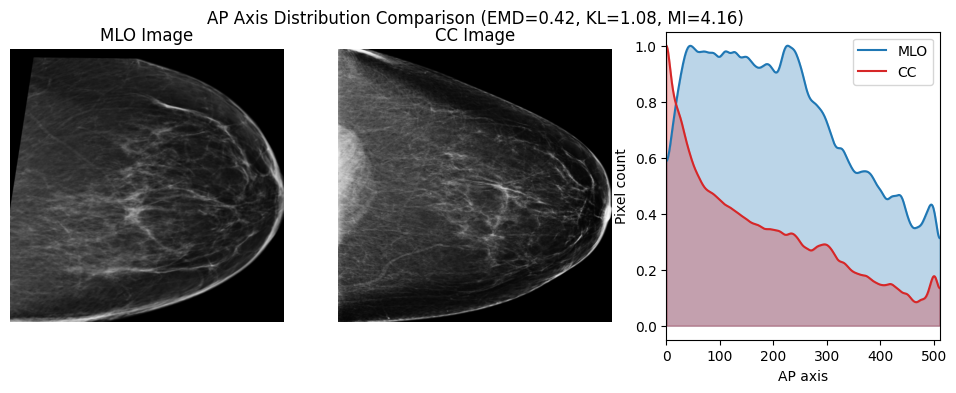 AP Axis Distribution Comparison (EMD=0.42, KL=1.08, MI=4.16)
MLO Image
CC Image
MLO
CC
Pixel count
1.0
0.8
0.6
0.4
0.2
0.0
0 100 200 300 400 500
AP axis